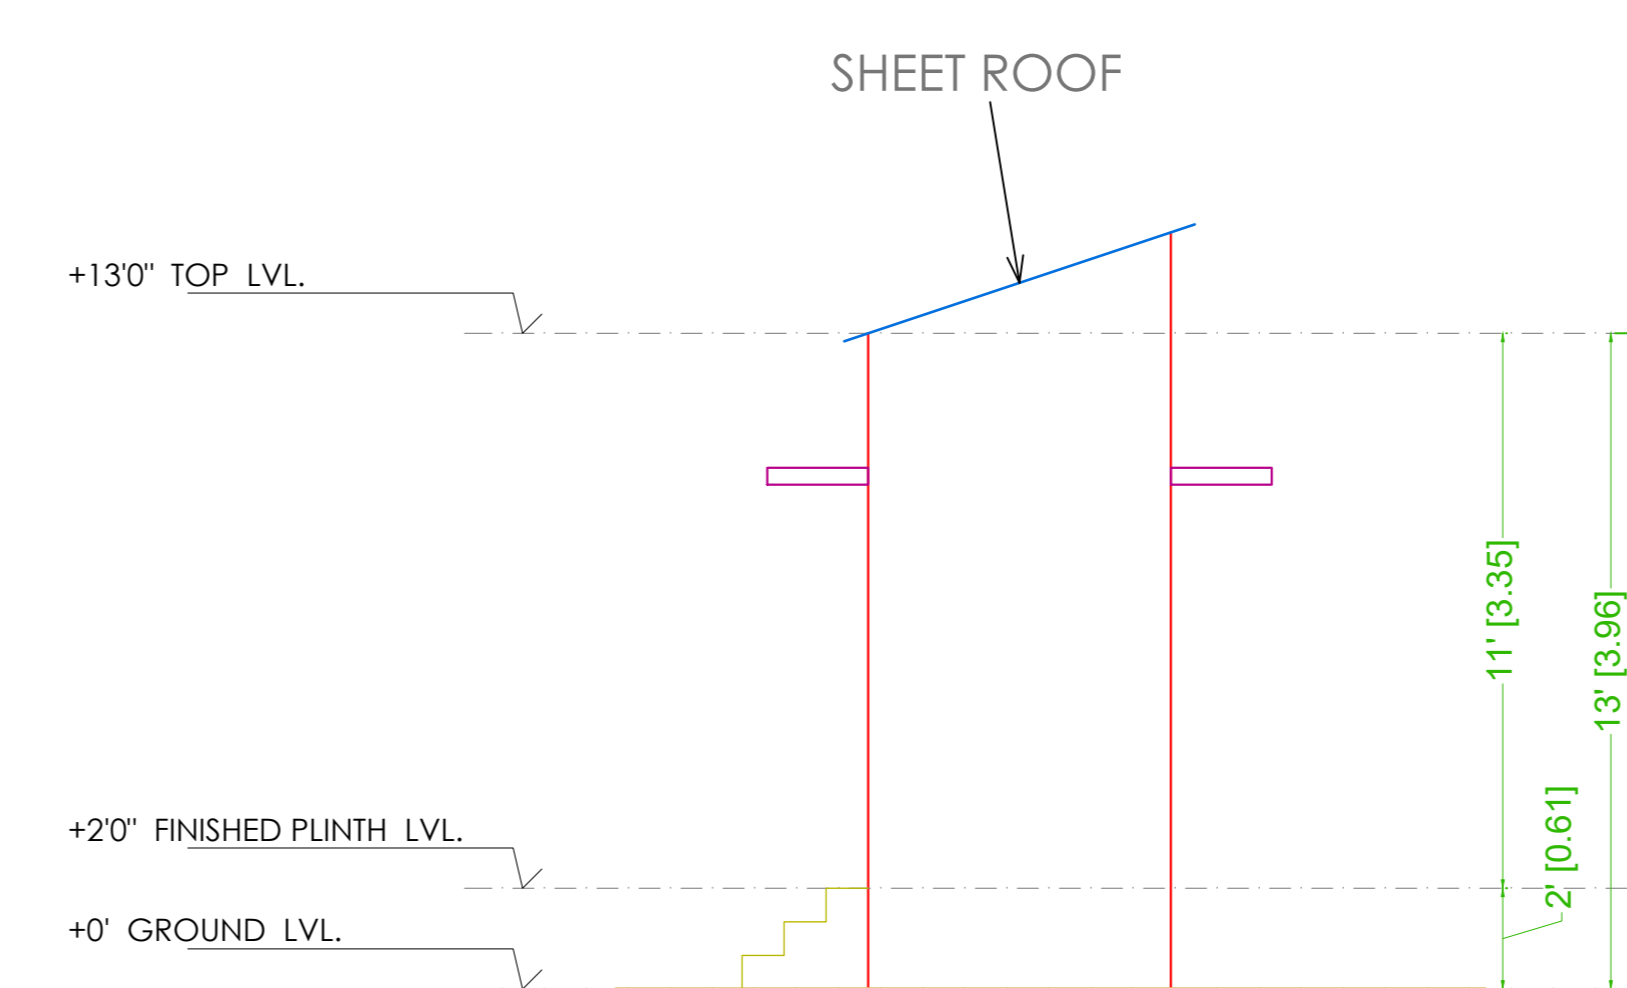 SHEET ROOF
+13'0" TOP LVL.
11' [3.35]
13' [3.96]
+2'0" FINISHED PLINTH LVL.
2' [0.61]
+0' GROUND LVL.